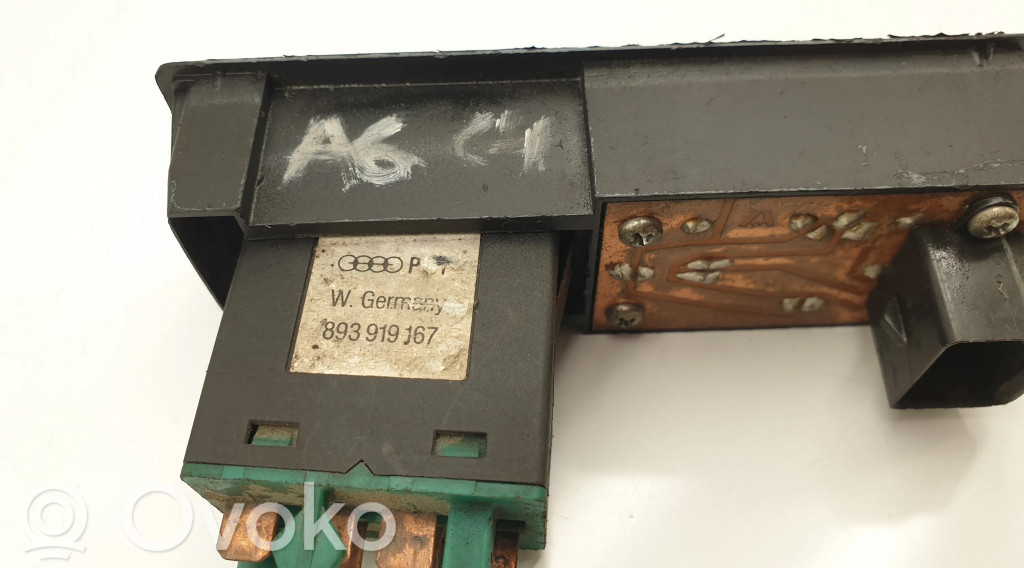 A6 C4
W. Germany
893 919 167
Ovoko